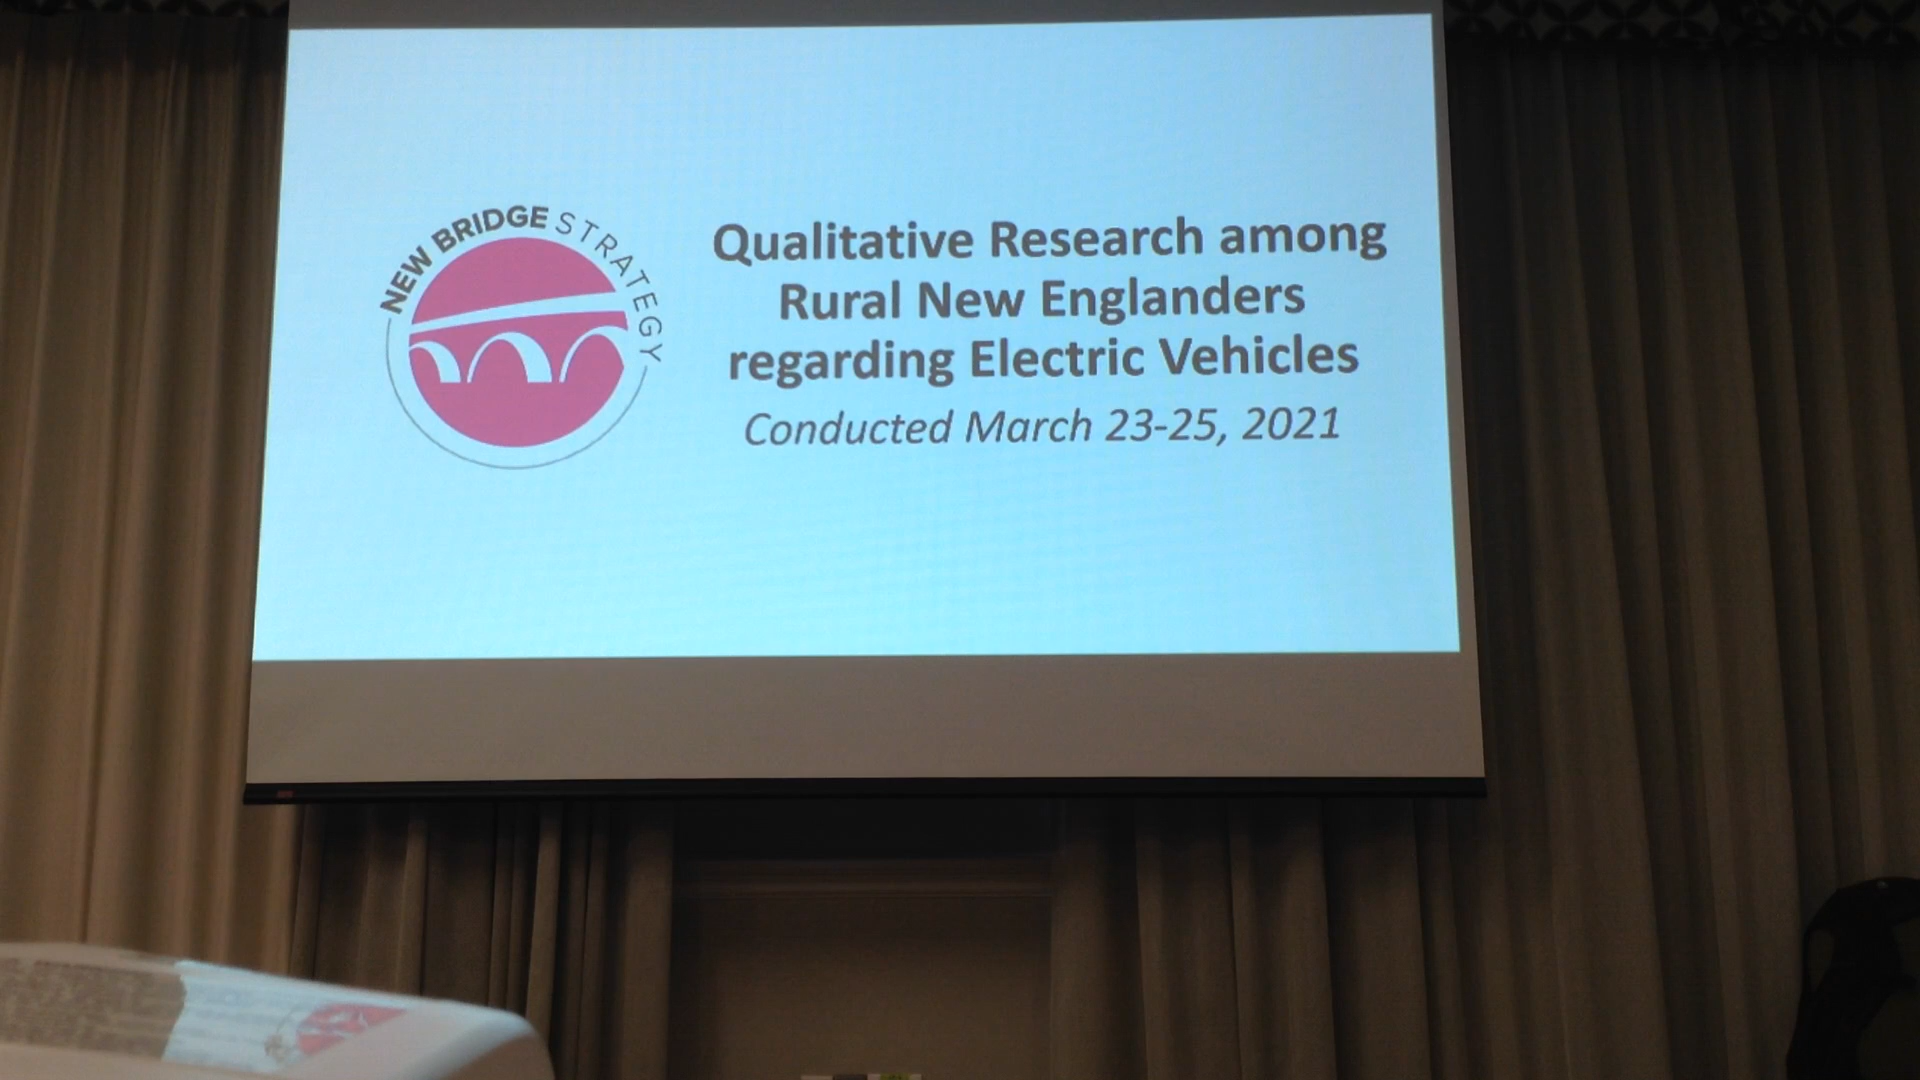 NEW BRIDGE STRATEGY
Qualitative Research among
Rural New Englanders
regarding Electric Vehicles
Conducted March 23-25, 2021